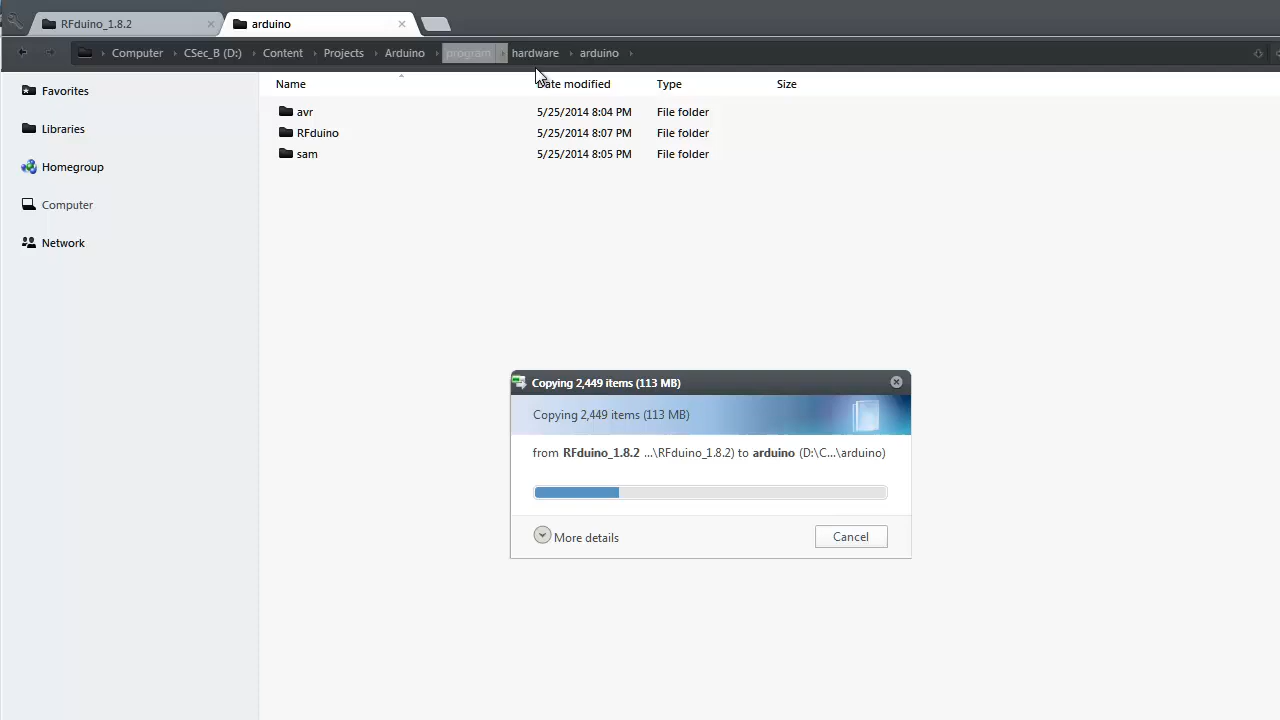 RFduino_1.8.2
arduino
Computer CSec_B (D:) Content Projects Arduino program hardware arduino
Name Date modified Type Size
Favorites
Libraries
Homegroup
Computer
Network
avr 5/25/2014 8:04 PM File folder
RFduino 5/25/2014 8:07 PM File folder
sam 5/25/2014 8:05 PM File folder
Copying 2,449 items (113 MB)
Copying 2,449 items (113 MB)
from RFduino_1.8.2 ...\RFduino_1.8.2) to arduino (D:\C...\arduino)
More details
Cancel